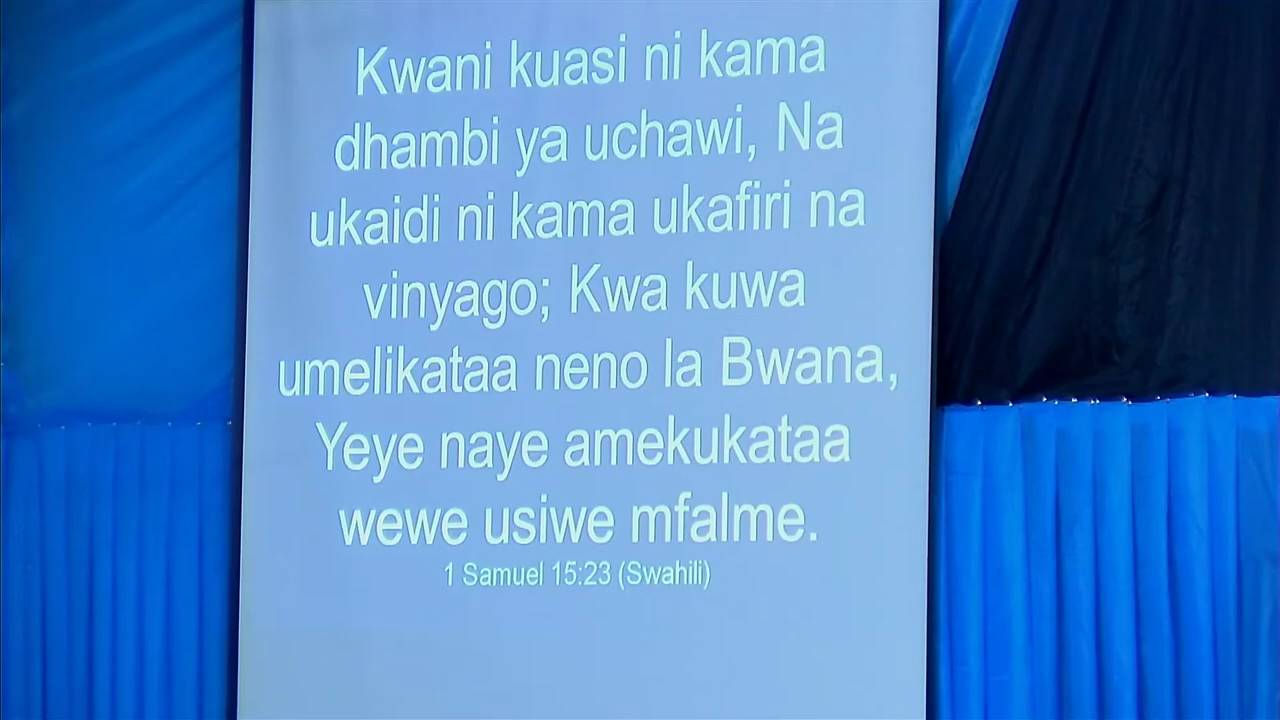 Kwani kuasi ni kama
dhambi ya uchawi, Na
ukaidi ni kama ukafiri na
vinyago; Kwa kuwa
umelikataa neno la Bwana,
Yeye naye amekukataa
wewe usiwe mfalme.
1 Samuel 15:23 (Swahili)